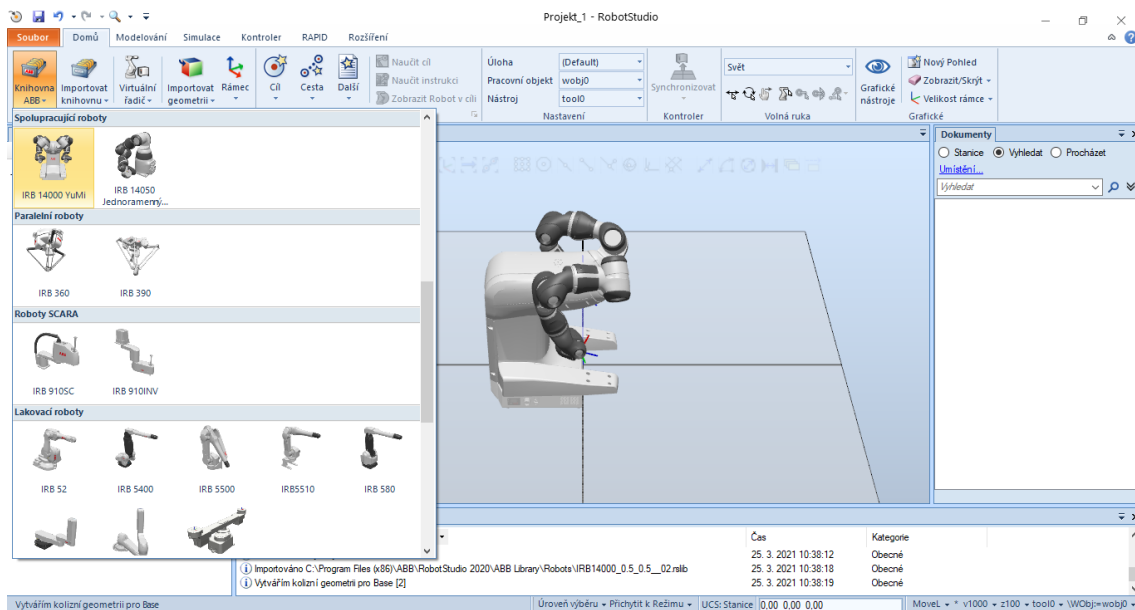 Projekt_1 - RobotStudio
Soubor Domů Modelování Simulace Kontroler RAPID Rozšíření
Knihovna ABB
Importovat knihovnu
Virtuální řadič
Importovat geometrii
Rámec
Cíl
Cesta
Další
Naučit cíl
Naučit instrukci
Zobrazit Robot v cíli
Úloha (Default)
Pracovní objekt wobj0
Nástroj tool0
Nastavení
Synchronizovat
Kontroler
Svět
Volná ruka
Grafické nástroje
Nový Pohled
Zobrazit/Skrýt
Velikost rámce
Grafické
Spolupracující roboty
IRB 14000 YuMi
IRB 14050 Jednoramenný...
Paralelní roboty
IRB 360
IRB 390
Roboty SCARA
IRB 910SC
IRB 910INV
Lakovací roboty
IRB 52
IRB 5400
IRB 5500
IRB5510
IRB 580
Dokumenty
Stanice Vyhledat Procházet
Umístění...
Vyhledat
Čas Kategorie
25. 3. 2021 10:38:12 Obecné
Importováno C:\Program Files (x86)\ABB\RobotStudio 2020\ABB Library\Robots\IRB14000_0.5_0.5__02.rslib 25. 3. 2021 10:38:18 Obecné
Vytvářím kolizní geometrii pro Base [2] 25. 3. 2021 10:38:19 Obecné
Vytvářím kolizní geometrii pro Base
Úroveň výběru Přichytit k Režimu UCS: Stanice 0,00 0,00 0,00 MoveL * v1000 z100 tool0 \WObj:=wobj0